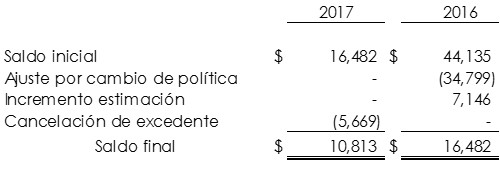 2017 2016
Saldo inicial $ 16,482 $ 44,135
Ajuste por cambio de política - (34,799)
Incremento estimación - 7,146
Cancelación de excedente (5,669) -
Saldo final $ 10,813 $ 16,482